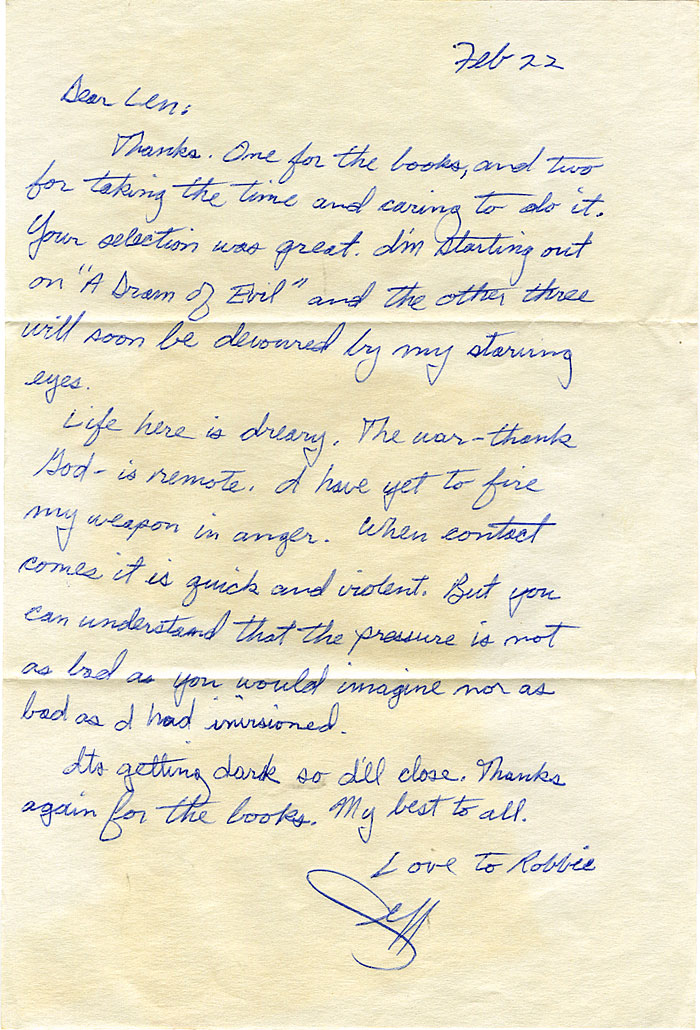 Feb 22
Dear Len:
Thanks. One for the books, and two
for taking the time and caring to do it.
Your selection was great. I'm starting out
on "A Dram of Evil" and the other three
will soon be devoured by my starving
eyes.
Life here is dreary. The war-thank
God- is remote. I have yet to fire
my weapon in anger. When contact
comes it is quick and violent. But you
can understand that the pressure is not
as bad as you would imagine nor as
bad as I had invisioned.
Its getting dark so I'll close. Thanks
again for the books. My best to all.
Love to Robbie
Jeff